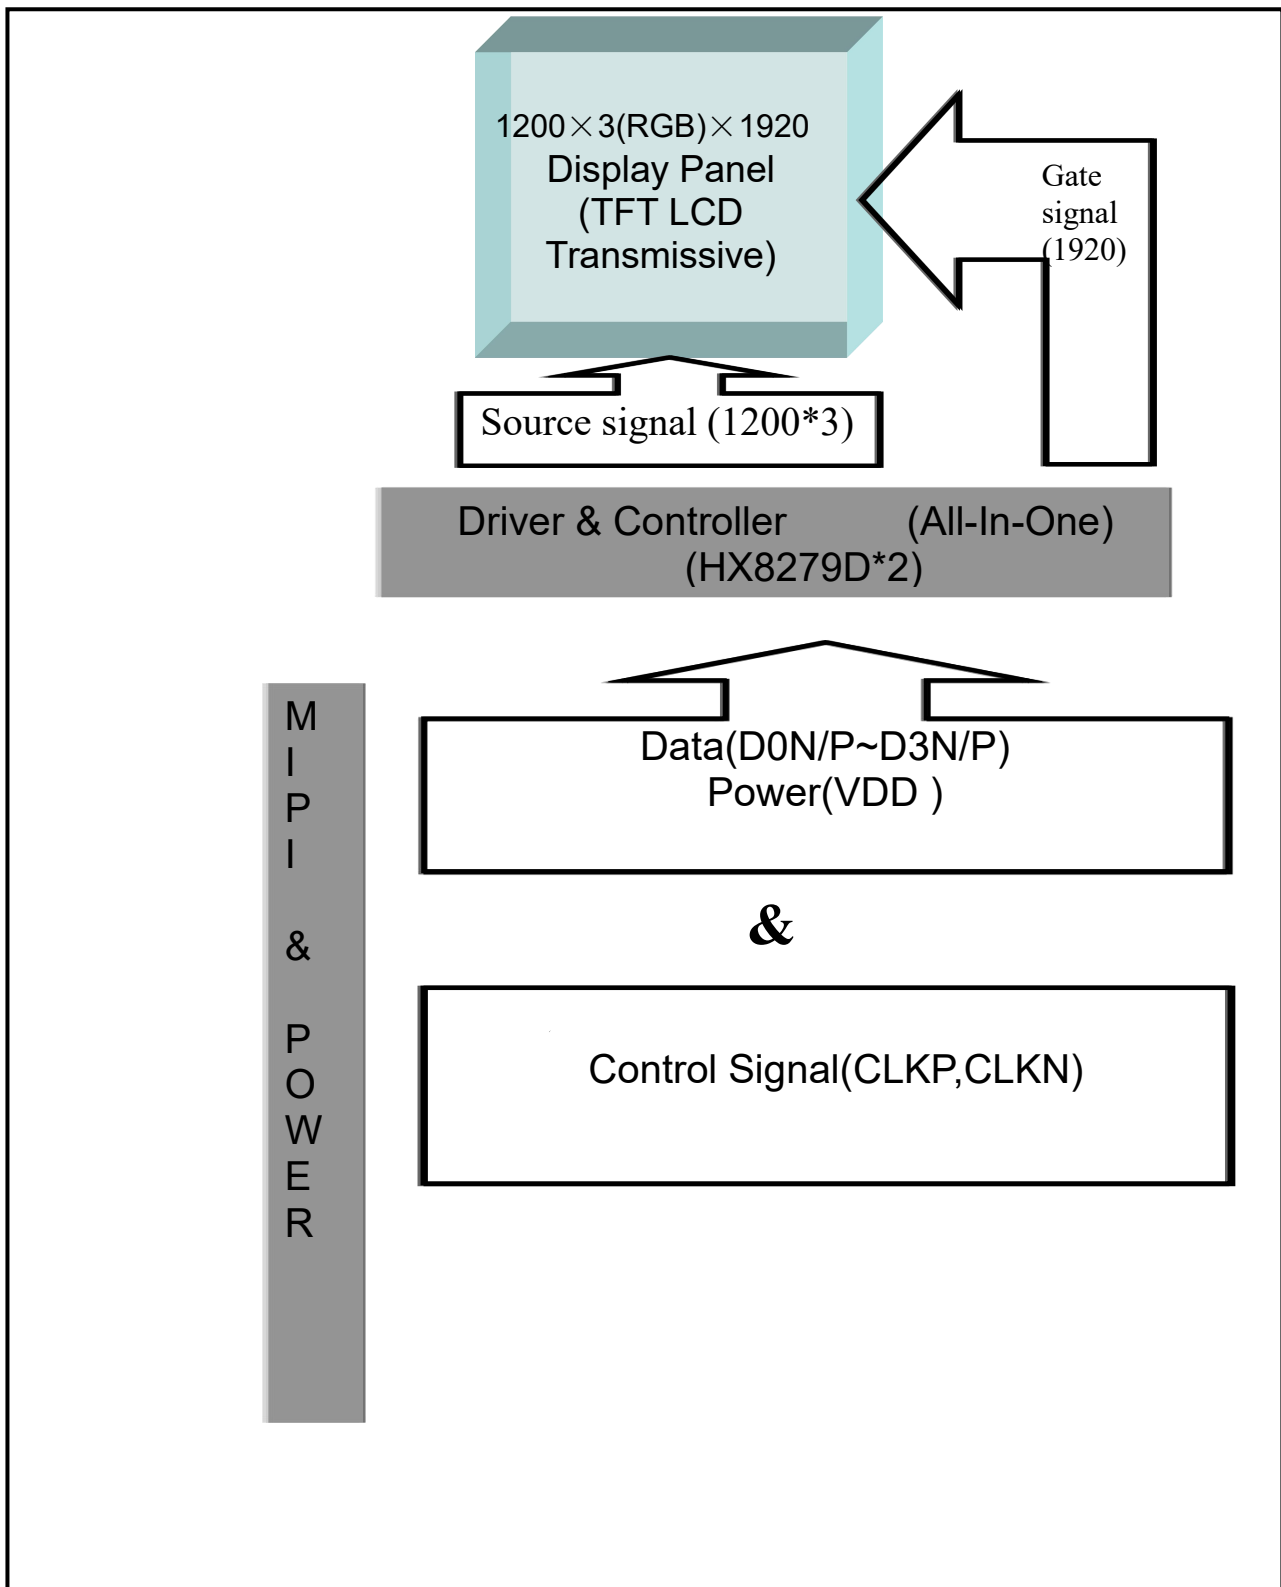 1200×3(RGB)×1920
Display Panel
(TFT LCD
Transmissive)
Gate
signal
(1920)
Source signal (1200*3)
Driver & Controller (All-In-One)
(HX8279D*2)
M
I
P
I
&
P
O
W
E
R
Data(D0N/P~D3N/P)
Power(VDD )
&
Control Signal(CLKP,CLKN)